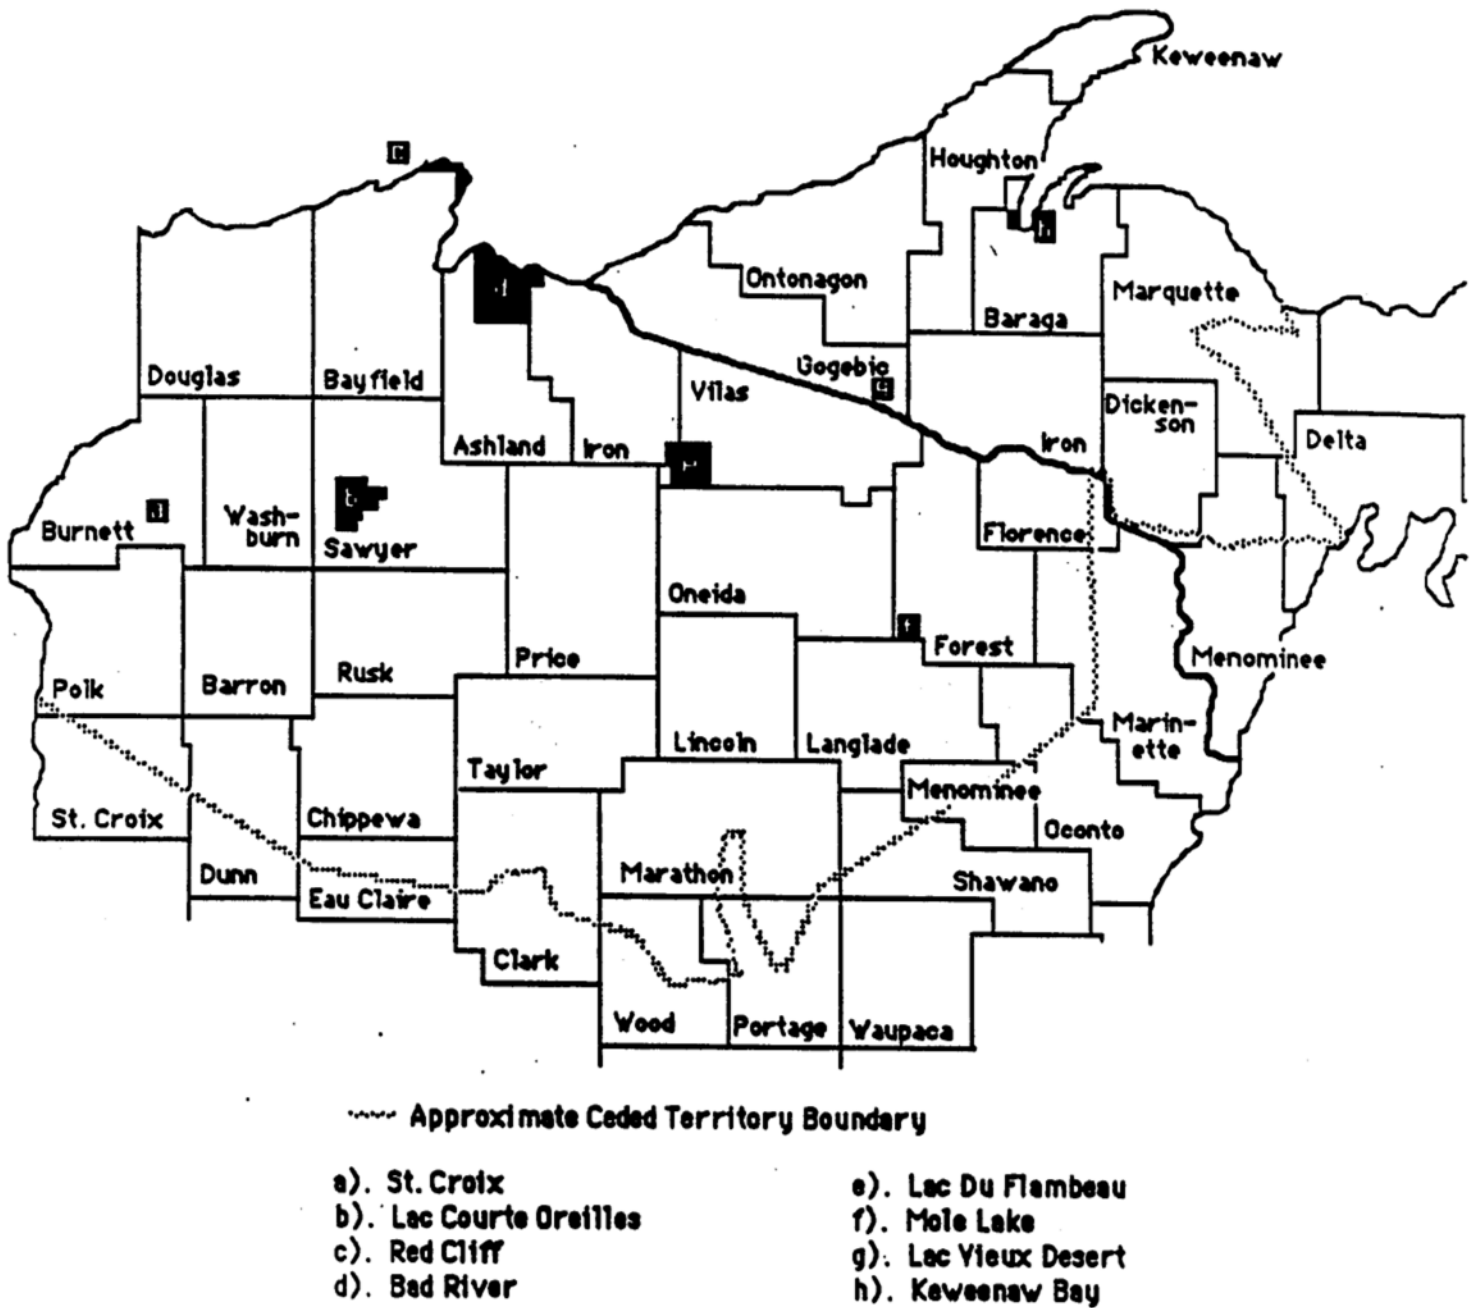 Keweenaw
c
Houghton
h
Ontonagon
Marquette
Baraga
d
Gogebic
g
Douglas
Bayfield
Vilas
Dicken-
son
Ashland
Iron
Iron
Delta
e
b
a
Burnett
Wash-
burn
Sawyer
Florence
Oneida
f
Forest
Price
Rusk
Menominee
Polk
Barron
Marin-
ette
Lincoln
Langlade
Taylor
Menominee
St. Croix
Chippewa
Oconto
Dunn
Marathon
Shawano
Eau Claire
Clark
Wood
Portage
Waupaca
Approximate Ceded Territory Boundary
a). St. Croix
b). Lac Courte Oreilles
c). Red Cliff
d). Bad River
e). Lac Du Flambeau
f). Mole Lake
g). Lac Vieux Desert
h). Keweenaw Bay